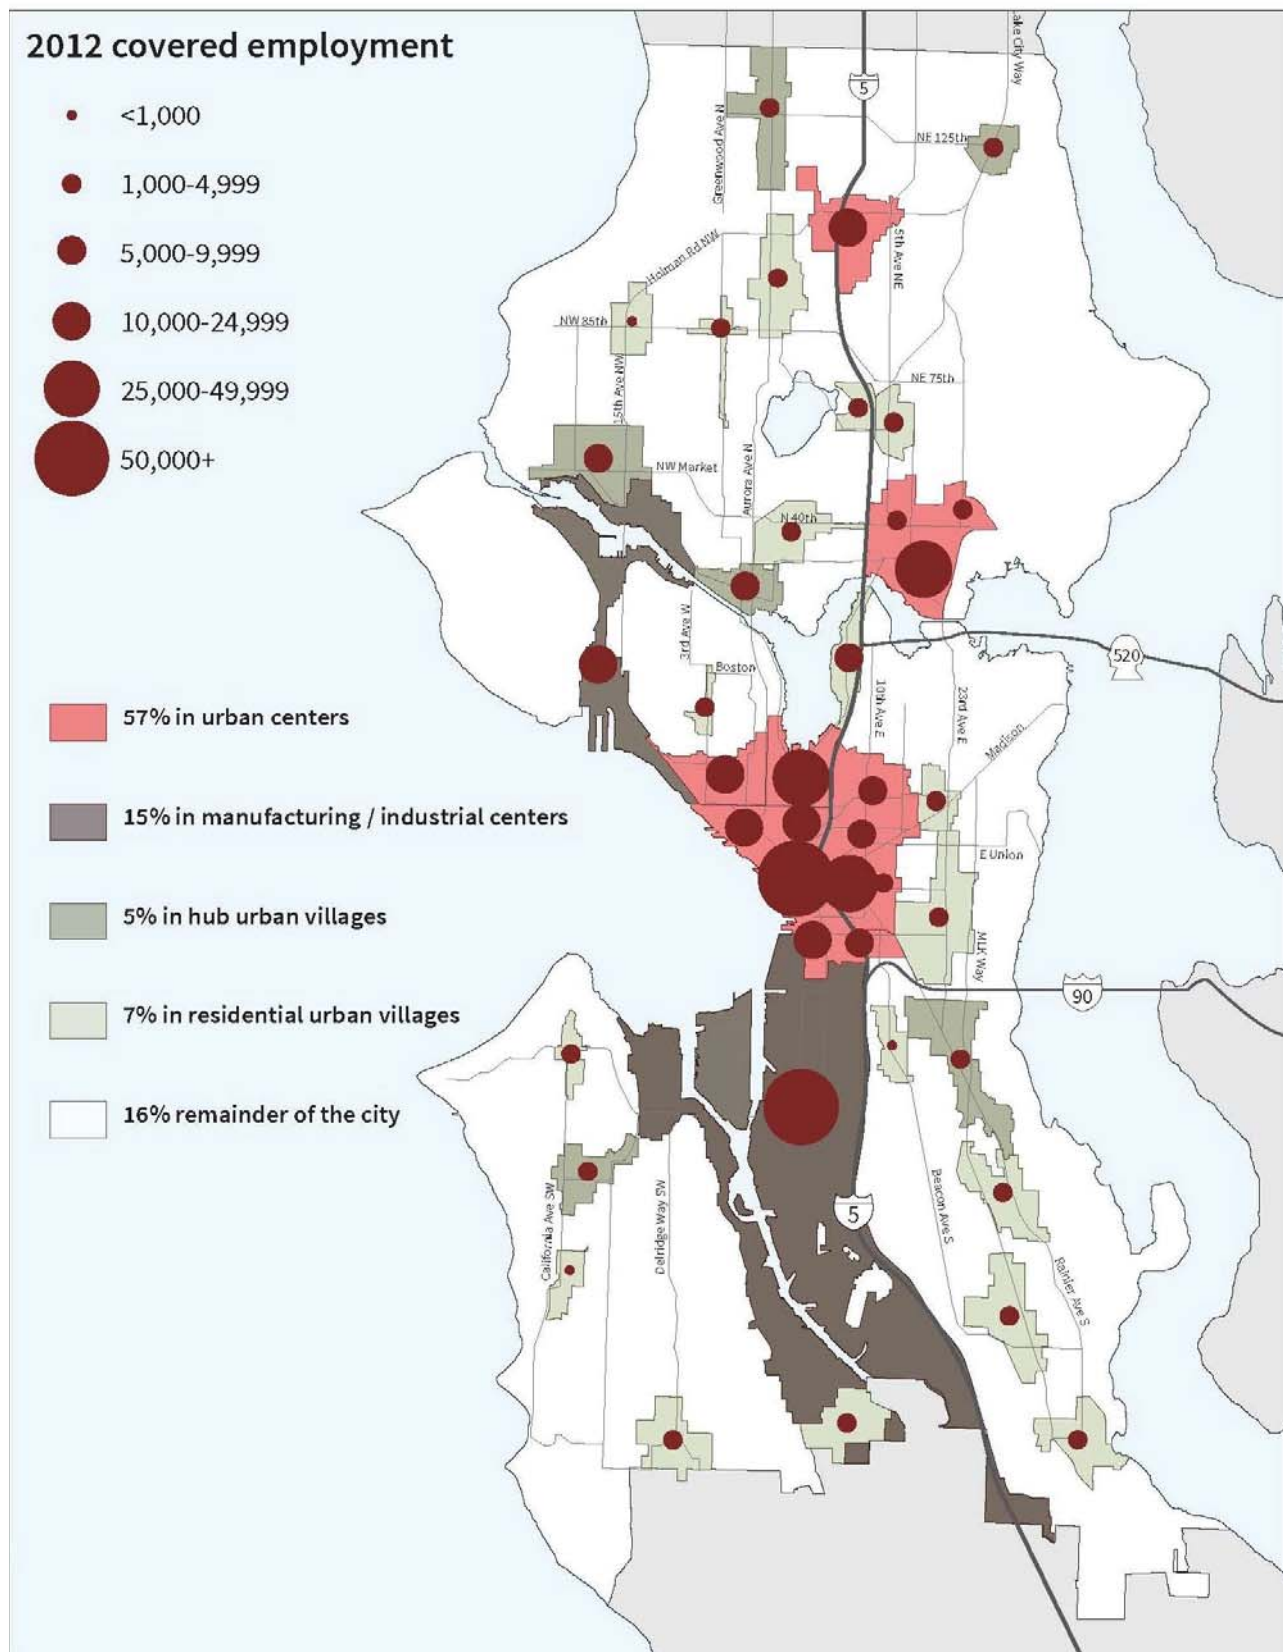 2012 covered employment
<1,000
1,000-4,999
5,000-9,999
10,000-24,999
25,000-49,999
50,000+
57% in urban centers
15% in manufacturing / industrial centers
5% in hub urban villages
7% in residential urban villages
16% remainder of the city
ake City Way
5
Greenwood Ave N
NE 125th
Holman Rd NW
5th Ave NE
NW 85th
15th Ave NW
NE 75th
NW Market
Aurora Ave N
N 40th
3rd Ave W
Boston
520
10th Ave E
23rd Ave E
Madison
E Union
MLK Way
90
California Ave SW
Delridge Way SW
5
Beacon Ave S
Rainier Ave S